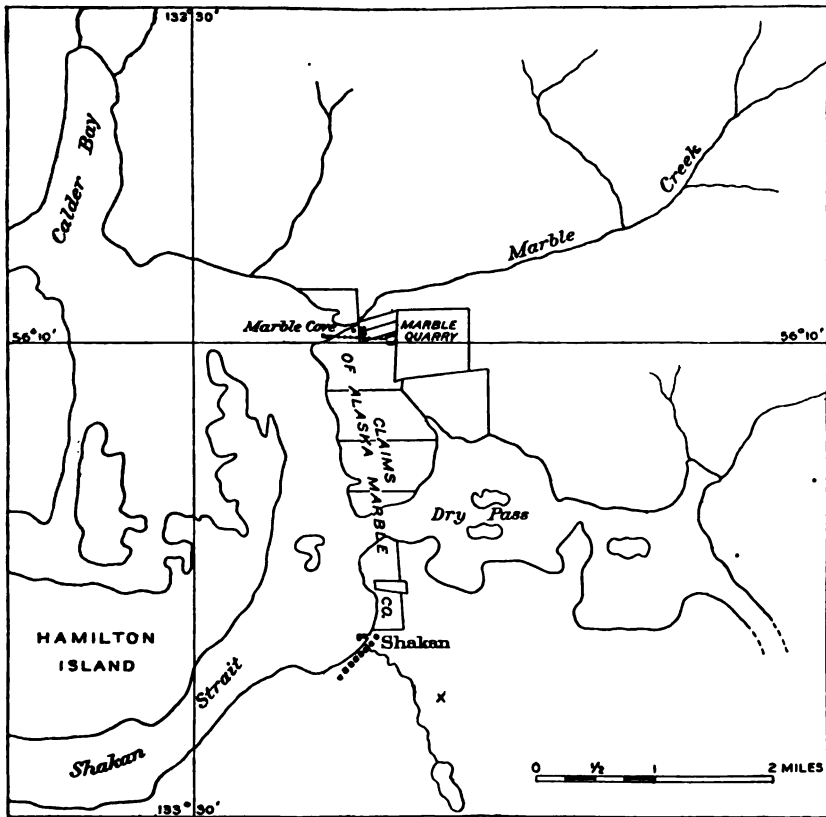 133°30'
Calder Bay
Marble Creek
Marble Cove
MARBLE
QUARRY
56°10'
56°10'
CLAIMS
OF ALASKA MARBLE CO.
Dry Pass
HAMILTON
ISLAND
Shakan
Shakan Strait
x
0 ½ 1 2 MILES
133°30'